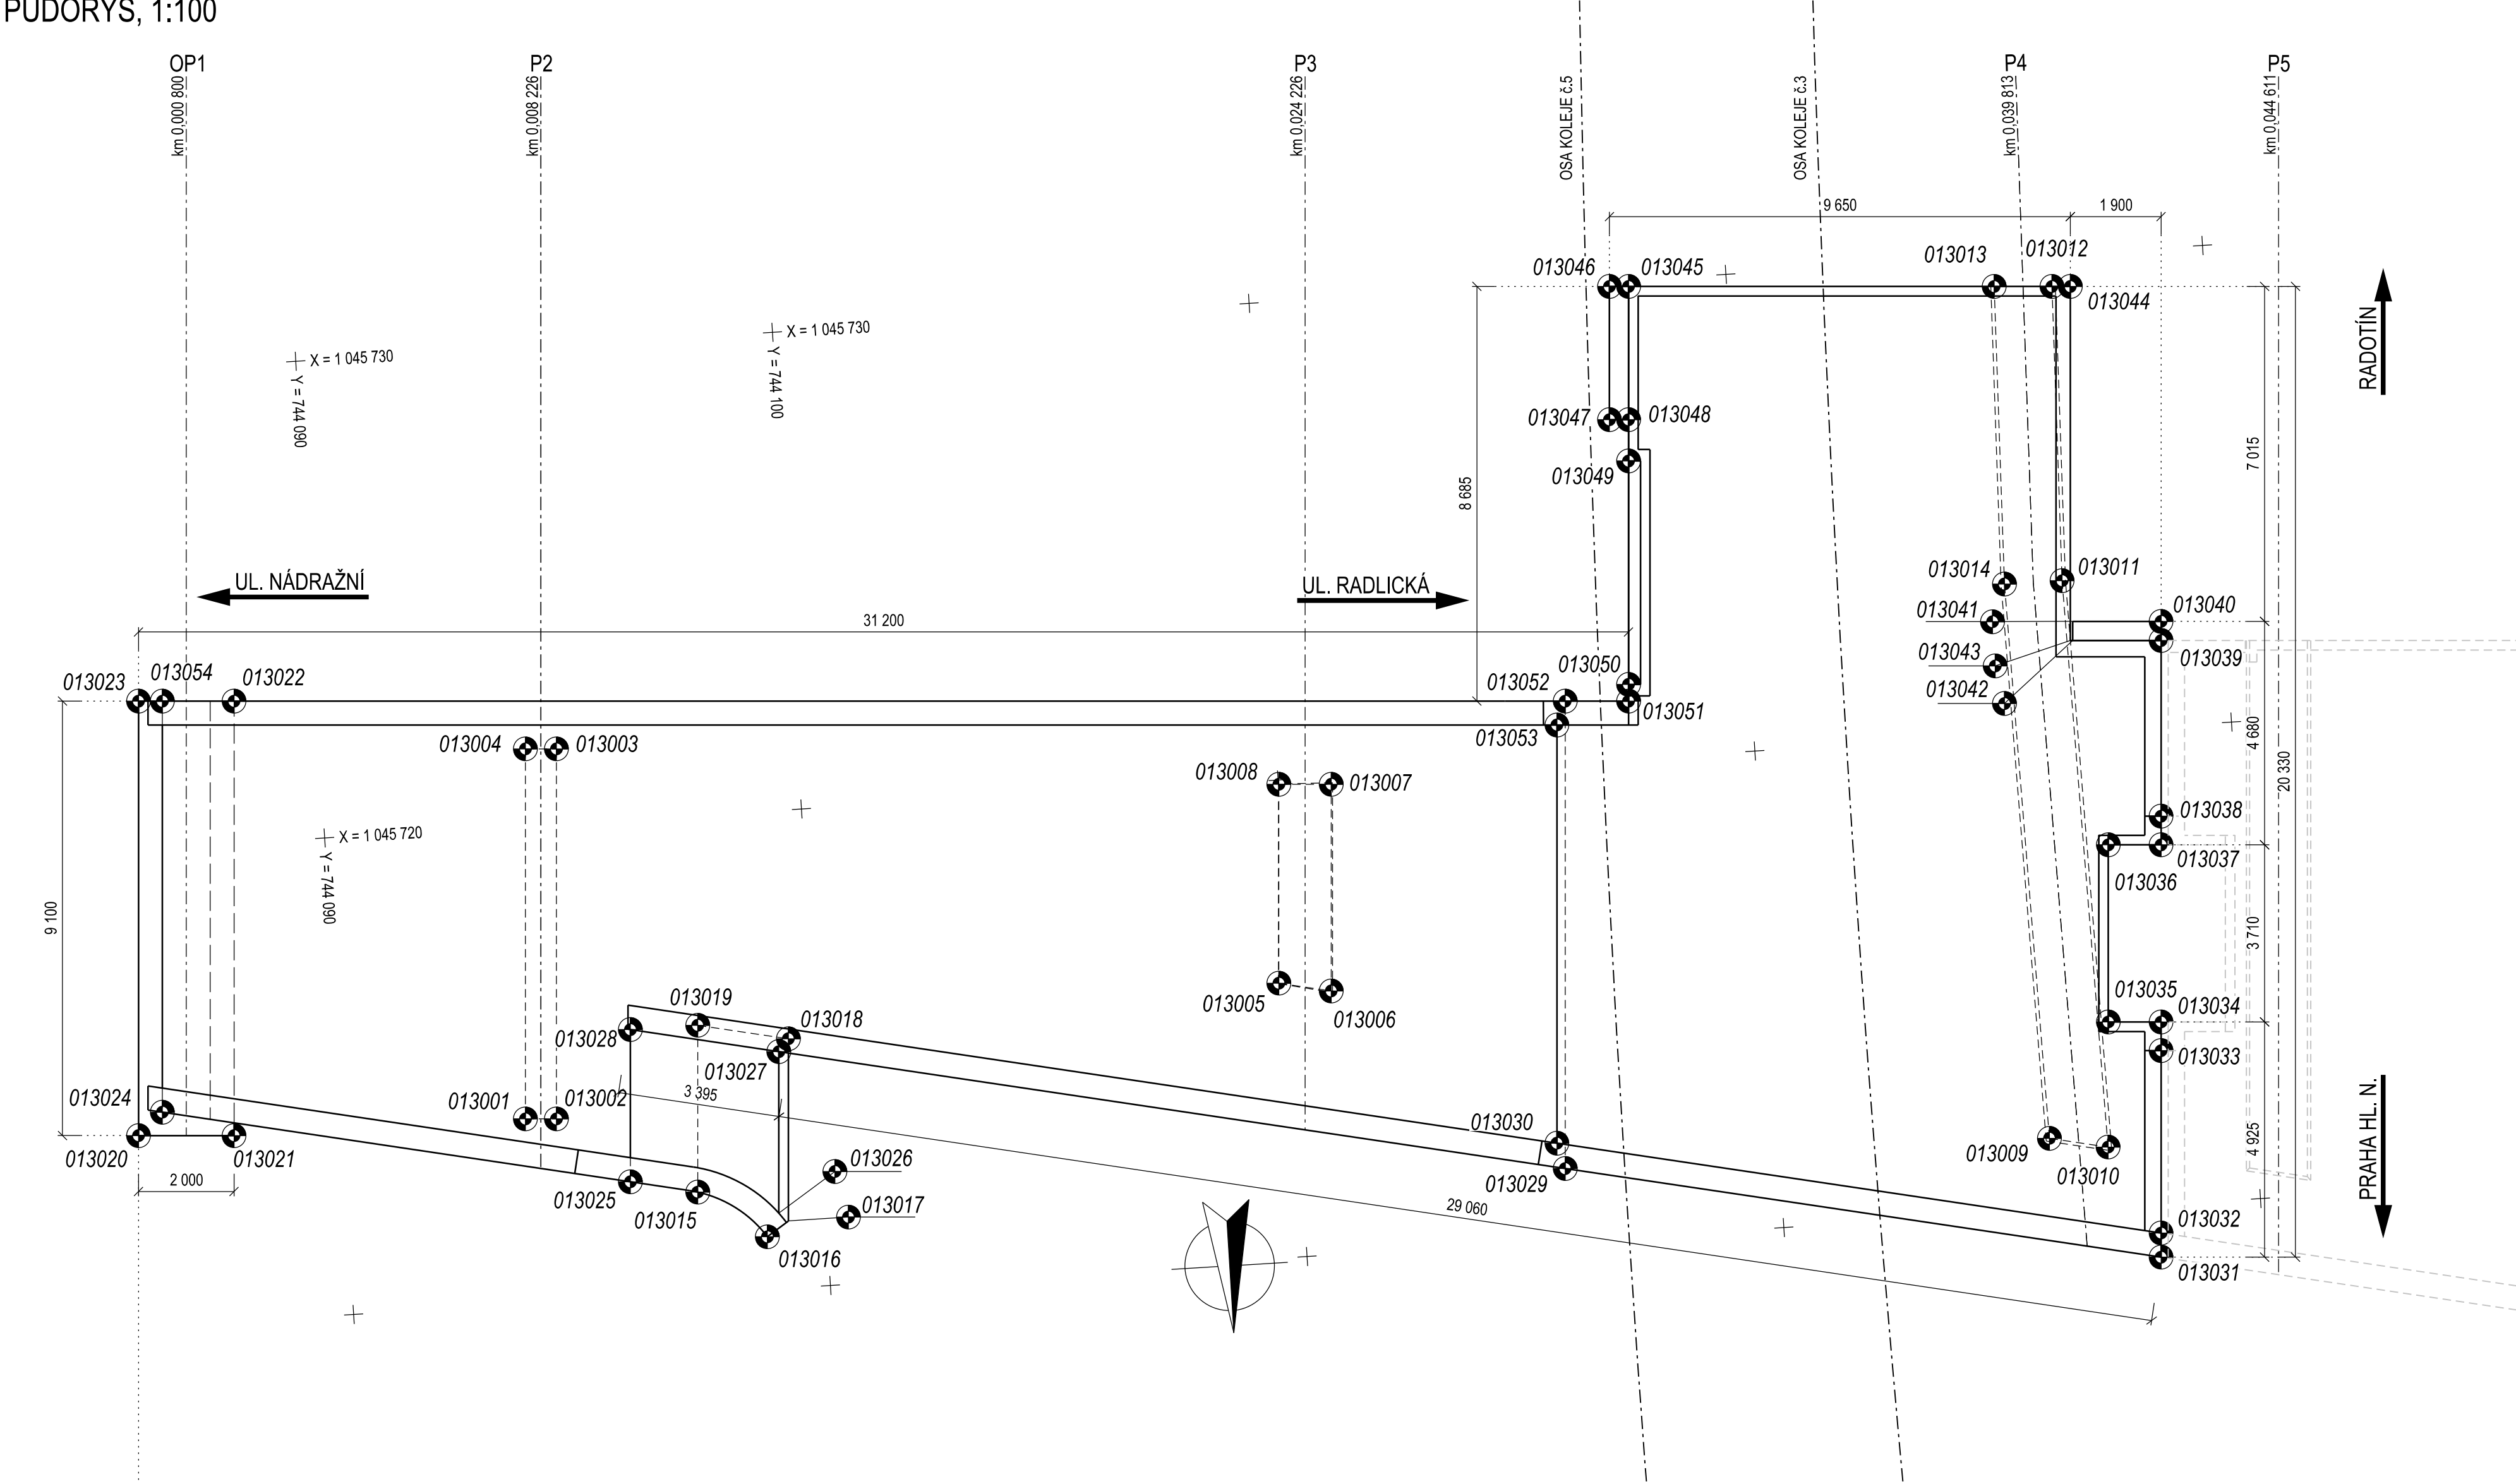 PŮDORYS, 1:100
OP1
P2
P3
P4
P5
km 0,000 800
km 0,008 226
km 0,024 226
OSA KOLEJE č.5
OSA KOLEJE č.3
km 0,039 813
km 0,044 611
9 650
1 900
013046
013045
013013
013012
013044
X = 1 045 730
Y = 744 090
X = 1 045 730
Y = 744 100
RADOTÍN
013047
013048
013049
8 685
7 015
UL. NÁDRAŽNÍ
UL. RADLICKÁ
013014
013011
013041
013040
31 200
013043
013039
013042
013023
013054
013022
013052
013050
013051
013053
013004
013003
013008
013007
4 680
20 330
X = 1 045 720
Y = 744 090
013038
013037
013036
9 100
3 710
013019
013018
013028
013027
013005
013006
013035
013034
013033
013024
013001
013002
3 395
013030
013029
013009
013010
4 925
PRAHA HL. N.
013020
013021
2 000
013026
013025
013015
013017
013016
29 060
013032
013031